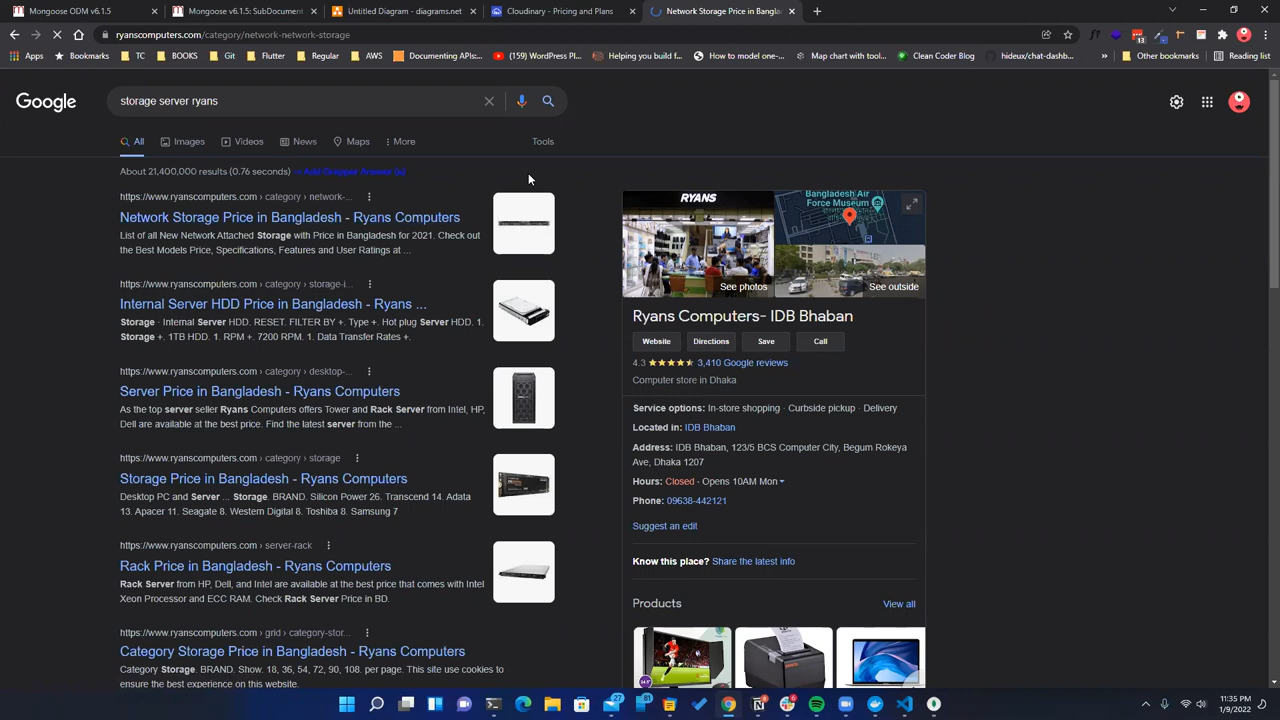 Mongoose ODM v6.1.5
Mongoose v6.1.5: SubDocument
Untitled Diagram - diagrams.net
Cloudinary - Pricing and Plans
Network Storage Price in Bangla
ryanscomputers.com/category/network-network-storage
Apps
Bookmarks
TC
BOOKS
Git
Flutter
Regular
AWS
Documenting APIs...
(159) WordPress Pl...
Helping you build f...
How to model one-...
Map chart with tool...
Clean Coder Blog
hideux/chat-dashb...
Other bookmarks
Reading list
Google
storage server ryans
All
Images
Videos
News
Maps
More
Tools
About 21,400,000 results (0.76 seconds)
https://www.ryanscomputers.com › category › network-...
Network Storage Price in Bangladesh - Ryans Computers
List of all New Network Attached Storage with Price in Bangladesh for 2021. Check out
the Best Models Price, Specifications, Features and User Ratings at ...
https://www.ryanscomputers.com › category › storage-i...
Internal Server HDD Price in Bangladesh - Ryans ...
Storage · Internal Server HDD. RESET. FILTER BY +. Type +. Hot plug Server HDD. 1.
Storage +. 1TB HDD. 1. RPM +. 7200 RPM. 1. Data Transfer Rates +.
https://www.ryanscomputers.com › category › desktop-...
Server Price in Bangladesh - Ryans Computers
As the top server seller Ryans Computers offers Tower and Rack Server from Intel, HP,
Dell are available at the best price. Find the latest server from the ...
https://www.ryanscomputers.com › category › storage
Storage Price in Bangladesh - Ryans Computers
Desktop PC and Server ... Storage. BRAND. Silicon Power 26. Transcend 14. Adata
13. Apacer 11. Seagate 8. Western Digital 8. Toshiba 8. Samsung 7
https://www.ryanscomputers.com › server-rack
Rack Price in Bangladesh - Ryans Computers
Rack Server from HP, Dell, and Intel are available at the best price that comes with Intel
Xeon Processor and ECC RAM. Check Rack Server Price in BD.
https://www.ryanscomputers.com › grid › category-stor...
Category Storage Price in Bangladesh - Ryans Computers
Category Storage. BRAND. Show. 18, 36, 54, 72, 90, 108. per page. This site use cookies to
ensure the best experience on this website.
RYANS
See photos
Bangladesh Air
Force Museum
See outside
Ryans Computers- IDB Bhaban
Website
Directions
Save
Call
4.3 3,410 Google reviews
Computer store in Dhaka
Service options: In-store shopping · Curbside pickup · Delivery
Located in: IDB Bhaban
Address: IDB Bhaban, 123/5 BCS Computer City, Begum Rokeya
Ave, Dhaka 1207
Hours: Closed · Opens 10AM Mon
Phone: 09638-442121
Suggest an edit
Know this place? Share the latest info
Products
View all
27
81
11:35 PM
1/9/2022